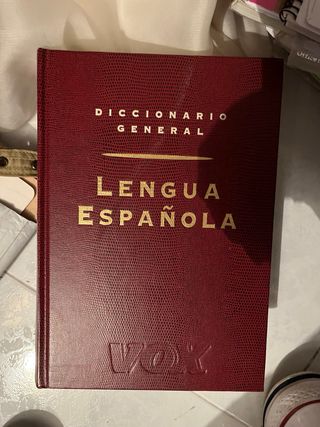 DICCIONARIO
GENERAL
LENGUA
ESPAÑOLA
VOX